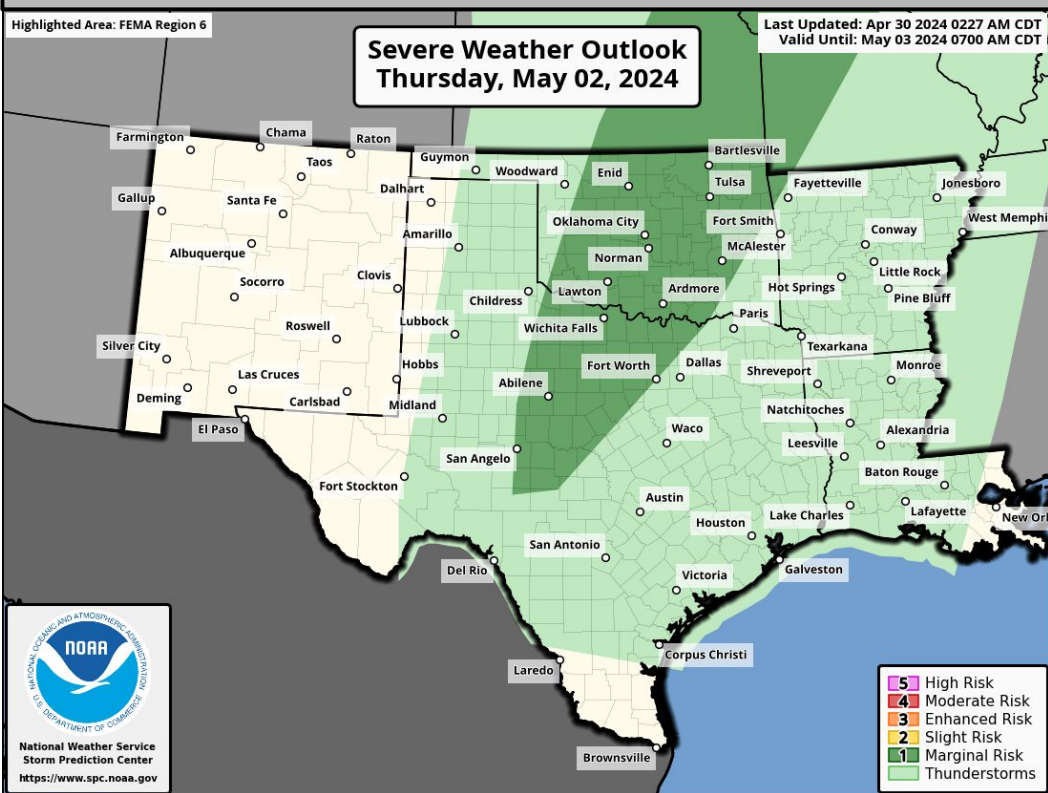 Highlighted Area: FEMA Region 6
Severe Weather Outlook
Thursday, May 02, 2024
Last Updated: Apr 30 2024 0227 AM CDT
Valid Until: May 03 2024 0700 AM CDT
Farmington
Chama
Raton
Taos
Guymon
Woodward
Enid
Bartlesville
Tulsa
Fayetteville
Jonesboro
Gallup
Santa Fe
Dalhart
Oklahoma City
Fort Smith
Conway
West Memphi
Albuquerque
Amarillo
Norman
McAlester
Little Rock
Socorro
Clovis
Childress
Lawton
Ardmore
Hot Springs
Pine Bluff
Roswell
Lubbock
Wichita Falls
Paris
Texarkana
Silver City
Las Cruces
Hobbs
Abilene
Fort Worth
Dallas
Shreveport
Monroe
Deming
Carlsbad
Midland
Natchitoches
El Paso
San Angelo
Waco
Leesville
Alexandria
Fort Stockton
Baton Rouge
Austin
Houston
Lake Charles
Lafayette
New Orl
Del Rio
San Antonio
Galveston
Victoria
Laredo
Corpus Christi
Brownsville
NATIONAL OCEANIC AND ATMOSPHERIC ADMINISTRATION
NOAA
U.S. DEPARTMENT OF COMMERCE
National Weather Service
Storm Prediction Center
https://www.spc.noaa.gov
5 High Risk
4 Moderate Risk
3 Enhanced Risk
2 Slight Risk
1 Marginal Risk
Thunderstorms